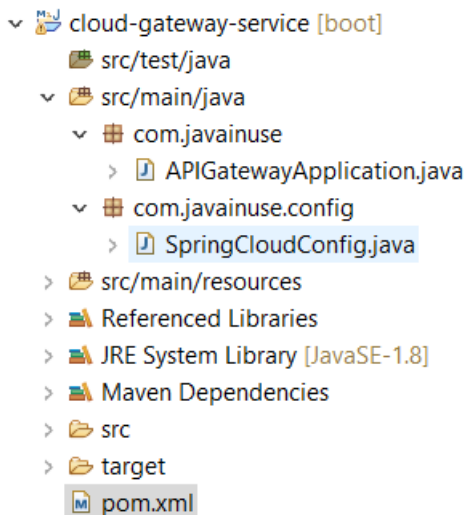 cloud-gateway-service [boot]
src/test/java
src/main/java
com.javainuse
APIGatewayApplication.java
com.javainuse.config
SpringCloudConfig.java
src/main/resources
Referenced Libraries
JRE System Library [JavaSE-1.8]
Maven Dependencies
src
target
pom.xml